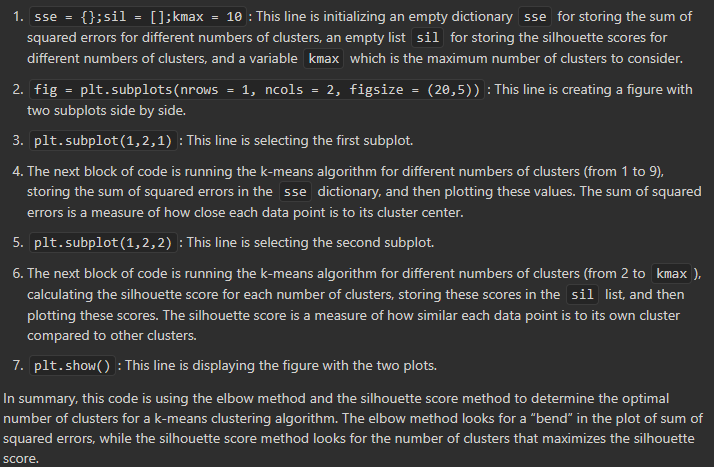 1. sse = {};sil = [];kmax = 10 : This line is initializing an empty dictionary sse for storing the sum of
squared errors for different numbers of clusters, an empty list sil for storing the silhouette scores for
different numbers of clusters, and a variable kmax which is the maximum number of clusters to consider.
2. fig = plt.subplots(nrows = 1, ncols = 2, figsize = (20,5)) : This line is creating a figure with
two subplots side by side.
3. plt.subplot(1,2,1) : This line is selecting the first subplot.
4. The next block of code is running the k-means algorithm for different numbers of clusters (from 1 to 9),
storing the sum of squared errors in the sse dictionary, and then plotting these values. The sum of squared
errors is a measure of how close each data point is to its cluster center.
5. plt.subplot(1,2,2) : This line is selecting the second subplot.
6. The next block of code is running the k-means algorithm for different numbers of clusters (from 2 to kmax ),
calculating the silhouette score for each number of clusters, storing these scores in the sil list, and then
plotting these scores. The silhouette score is a measure of how similar each data point is to its own cluster
compared to other clusters.
7. plt.show() : This line is displaying the figure with the two plots.
In summary, this code is using the elbow method and the silhouette score method to determine the optimal
number of clusters for a k-means clustering algorithm. The elbow method looks for a “bend” in the plot of sum of
squared errors, while the silhouette score method looks for the number of clusters that maximizes the silhouette
score.